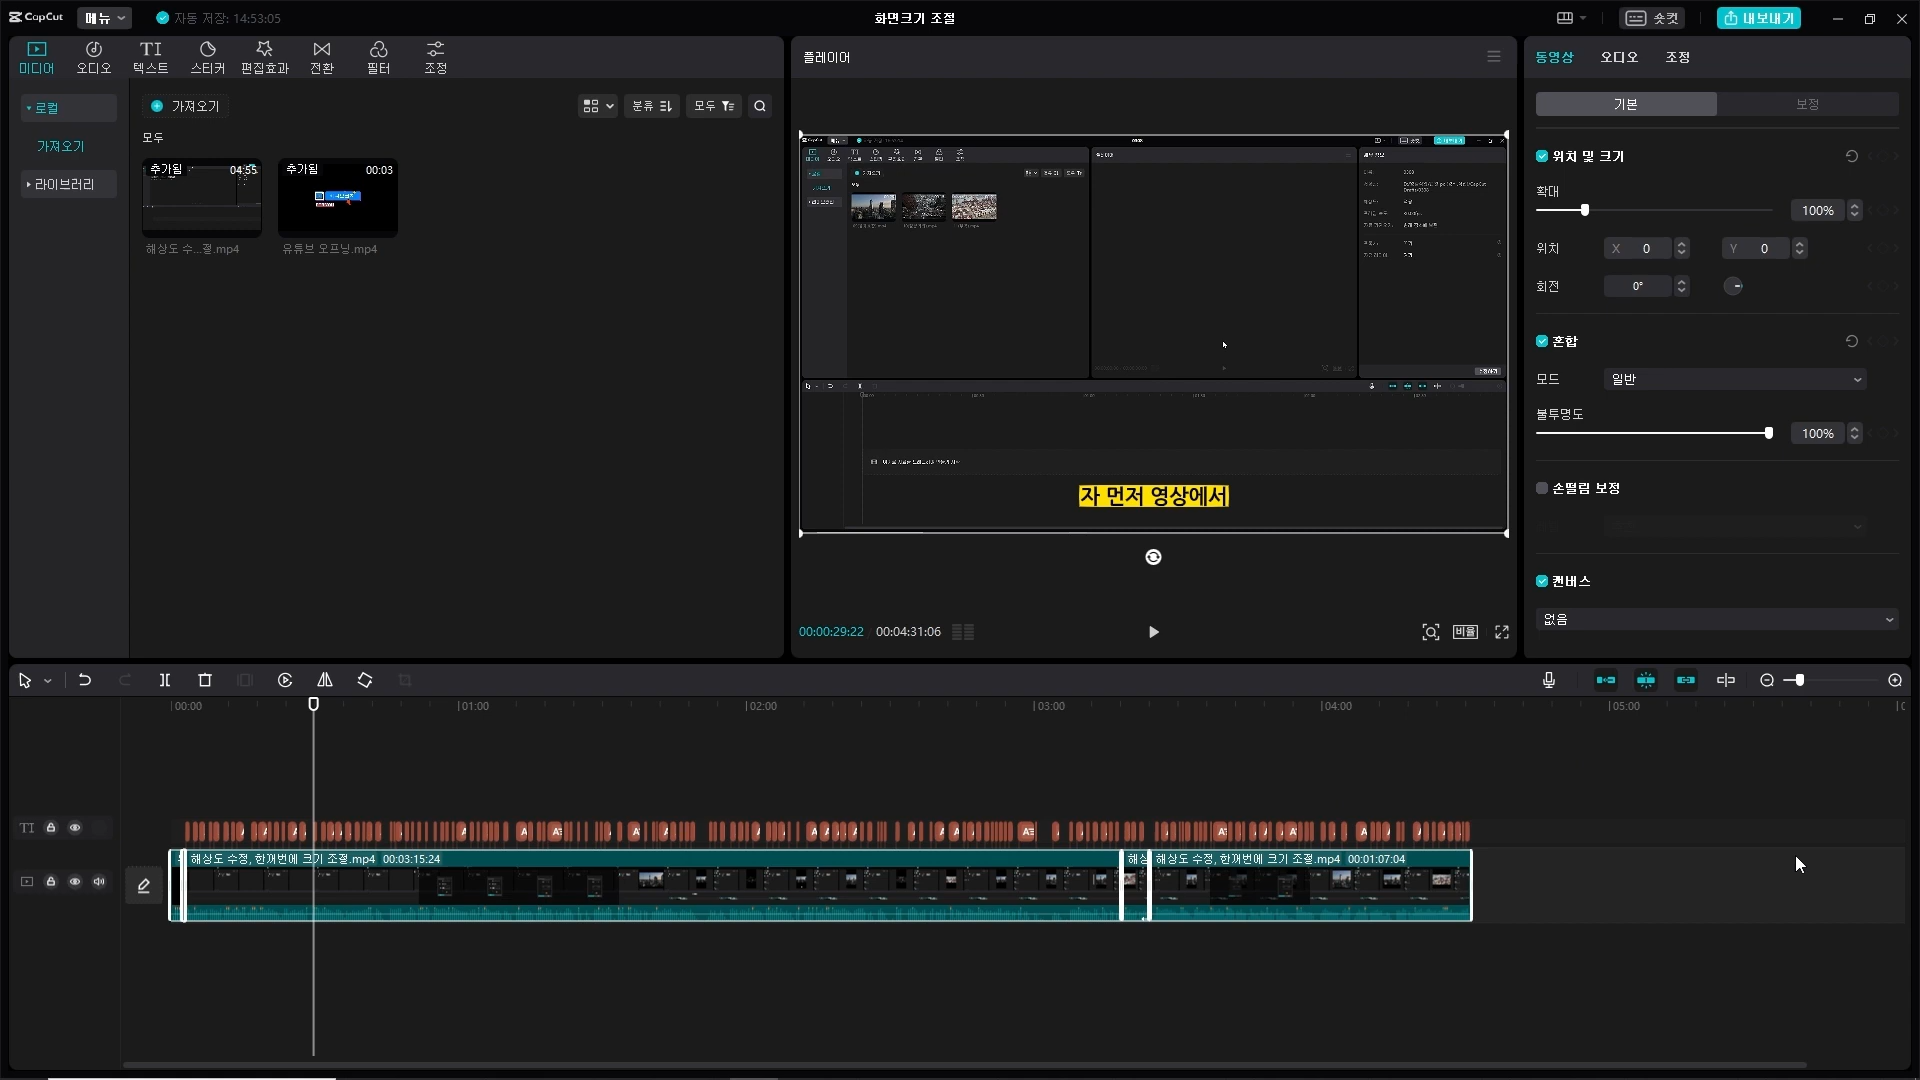 CapCut 메뉴 자동 저장: 14:53:05 화면크기 조절 숏컷 내보내기
미디어 오디오 텍스트 스티커 편집효과 전환 필터 조정
로컬
가져오기
라이브러리
가져오기 분류 모두
모두
추가됨 04:55
해상도 수...절.mp4
추가됨 00:03
유튜브 오프닝.mp4
플레이어
자 먼저 영상에서
00:00:29:22 00:04:31:06
비율
동영상 오디오 조정
기본 보정
위치 및 크기
확대
100%
위치 X 0 Y 0
회전 0°
혼합
모드 일반
불투명도
100%
손떨림 보정
캔버스
없음
00:00 01:00 02:00 03:00 04:00 05:00
TI
해상도 수정, 한꺼번에 크기 조절.mp4 00:03:15:24
해싱
해상도 수정, 한꺼번에 크기 조절.mp4 00:01:07:04